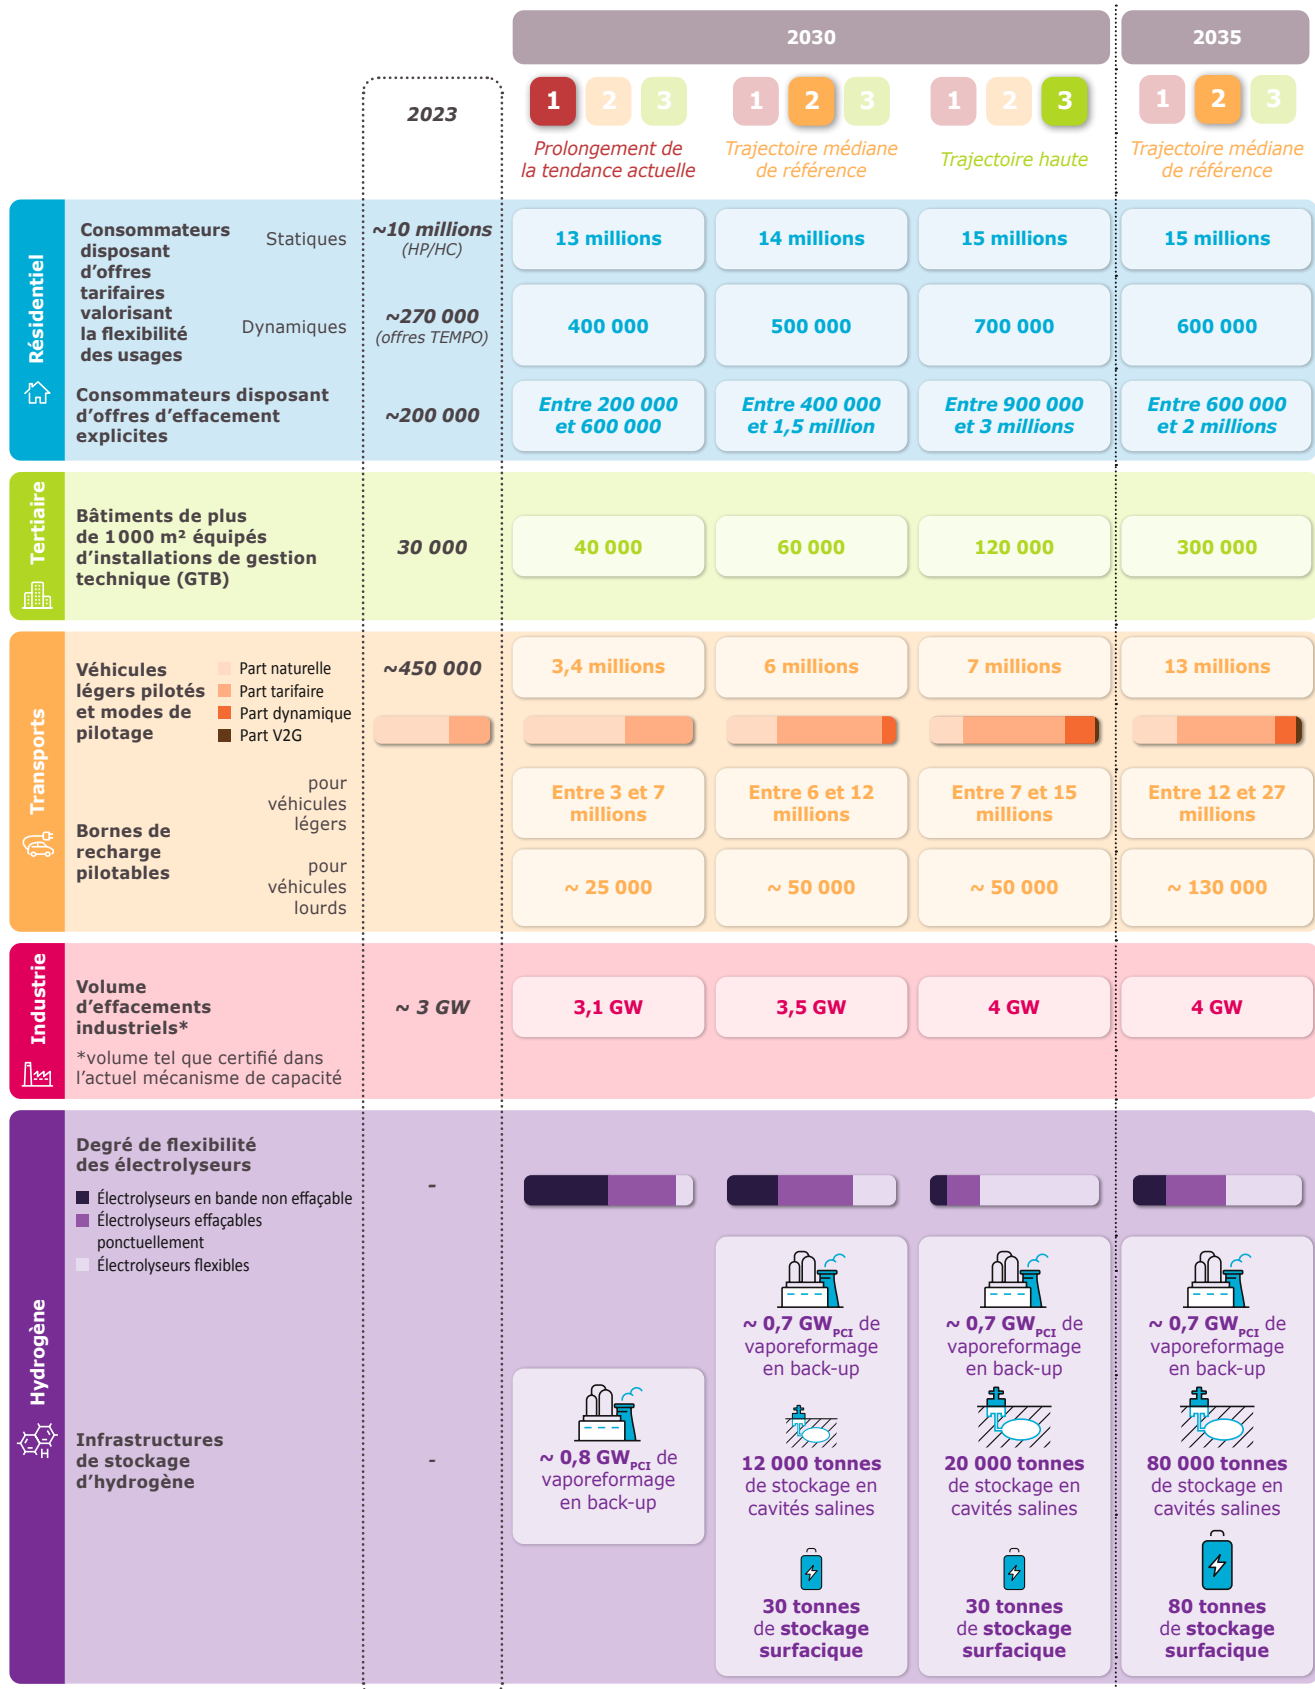 2030
2035
2023
1 2 3
1 2 3
1 2 3
1 2 3
Prolongement de
la tendance actuelle
Trajectoire médiane
de référence
Trajectoire haute
Trajectoire médiane
de référence
Résidentiel
Consommateurs
disposant
d'offres
tarifaires
valorisant
la flexibilité
des usages
Statiques
~10 millions
(HP/HC)
13 millions
14 millions
15 millions
15 millions
Dynamiques
~270 000
(offres TEMPO)
400 000
500 000
700 000
600 000
Consommateurs disposant
d'offres d'effacement
explicites
~200 000
Entre 200 000
et 600 000
Entre 400 000
et 1,5 million
Entre 900 000
et 3 millions
Entre 600 000
et 2 millions
Tertiaire
Bâtiments de plus
de 1000 m² équipés
d'installations de gestion
technique (GTB)
30 000
40 000
60 000
120 000
300 000
Transports
Véhicules
légers pilotés
et modes de
pilotage
Part naturelle
Part tarifaire
Part dynamique
Part V2G
~450 000
3,4 millions
6 millions
7 millions
13 millions
Bornes de
recharge
pilotables
pour
véhicules
légers
Entre 3 et 7
millions
Entre 6 et 12
millions
Entre 7 et 15
millions
Entre 12 et 27
millions
pour
véhicules
lourds
~ 25 000
~ 50 000
~ 50 000
~ 130 000
Industrie
Volume
d'effacements
industriels*
*volume tel que certifié dans
l'actuel mécanisme de capacité
~ 3 GW
3,1 GW
3,5 GW
4 GW
4 GW
Hydrogène
Degré de flexibilité
des électrolyseurs
Électrolyseurs en bande non effaçable
Électrolyseurs effaçables
ponctuellement
Électrolyseurs flexibles
-
Infrastructures
de stockage
d'hydrogène
-
~ 0,8 GWPCI de
vaporeformage
en back-up
~ 0,7 GWPCI de
vaporeformage
en back-up
12 000 tonnes
de stockage en
cavités salines
30 tonnes
de stockage
surfacique
~ 0,7 GWPCI de
vaporeformage
en back-up
20 000 tonnes
de stockage en
cavités salines
30 tonnes
de stockage
surfacique
~ 0,7 GWPCI de
vaporeformage
en back-up
80 000 tonnes
de stockage en
cavités salines
80 tonnes
de stockage
surfacique